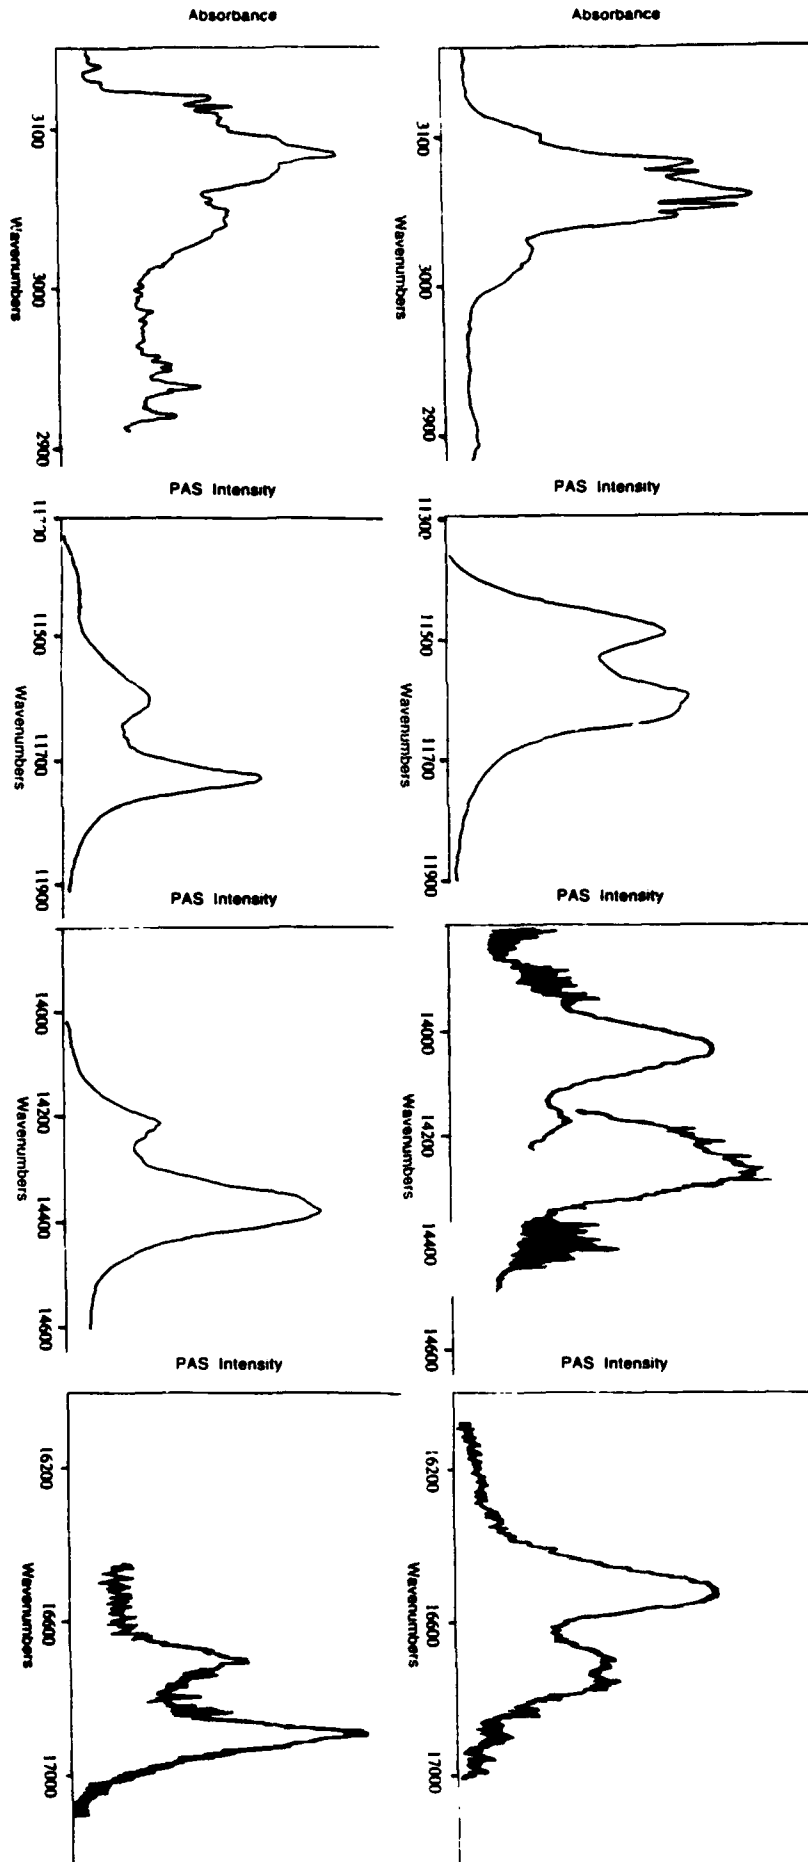 Absorbance
3100 3000 2900
Wavenumbers
PAS Intensity
11300 11500 11700 11900
Wavenumbers
PAS Intensity
14000 14200 14400 14600
Wavenumbers
PAS Intensity
16200 16600 17000
Wavenumbers
Absorbance
3100 3000 2900
Wavenumbers
PAS Intensity
11500 11700 11900
Wavenumbers
PAS Intensity
14000 14200 14400 14600
Wavenumbers
PAS Intensity
16200 16600 17000
Wavenumbers